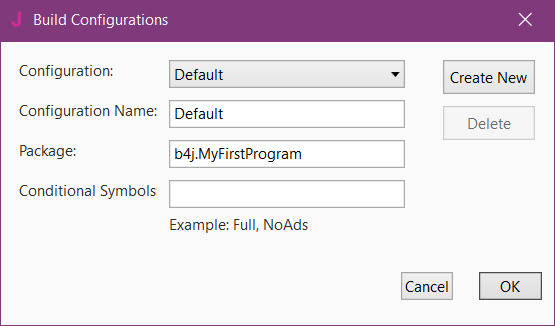 J Build Configurations
Configuration: Default Create New
Configuration Name: Default Delete
Package: b4j.MyFirstProgram
Conditional Symbols
Example: Full, NoAds
Cancel OK